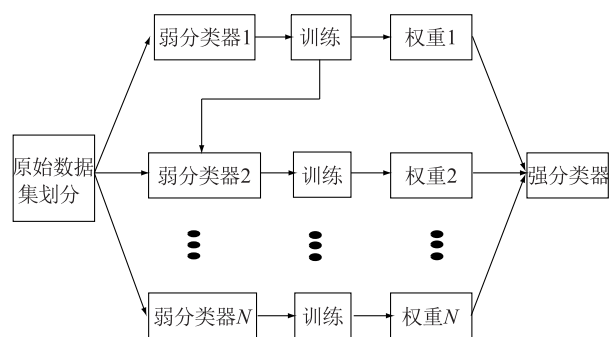 弱分类器1
训练
权重1
原始数据
集划分
弱分类器2
训练
权重2
强分类器
弱分类器N
训练
权重N